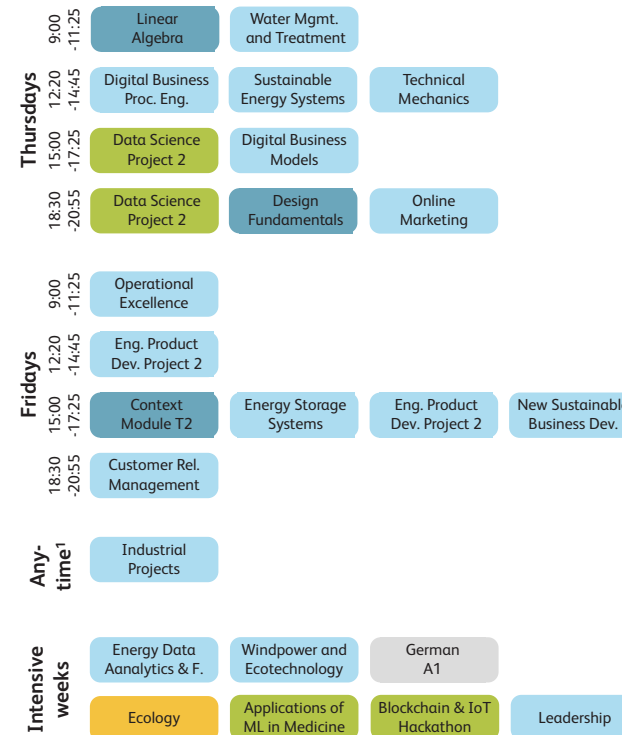 Thursdays
9:00
-11:25
Linear
Algebra
Water Mgmt.
and Treatment
12:20
-14:45
Digital Business
Proc. Eng.
Sustainable
Energy Systems
Technical
Mechanics
15:00
-17:25
Data Science
Project 2
Digital Business
Models
18:30
-20:55
Data Science
Project 2
Design
Fundamentals
Online
Marketing
Fridays
9:00
-11:25
Operational
Excellence
12:20
-14:45
Eng. Product
Dev. Project 2
15:00
-17:25
Context
Module T2
Energy Storage
Systems
Eng. Product
Dev. Project 2
New Sustainable
Business Dev.
18:30
-20:55
Customer Rel.
Management
Any-
time¹
Industrial
Projects
Intensive
weeks
Energy Data
Aanalytics & F.
Windpower and
Ecotechnology
German
A1
Ecology
Applications of
ML in Medicine
Blockchain & IoT
Hackathon
Leadership